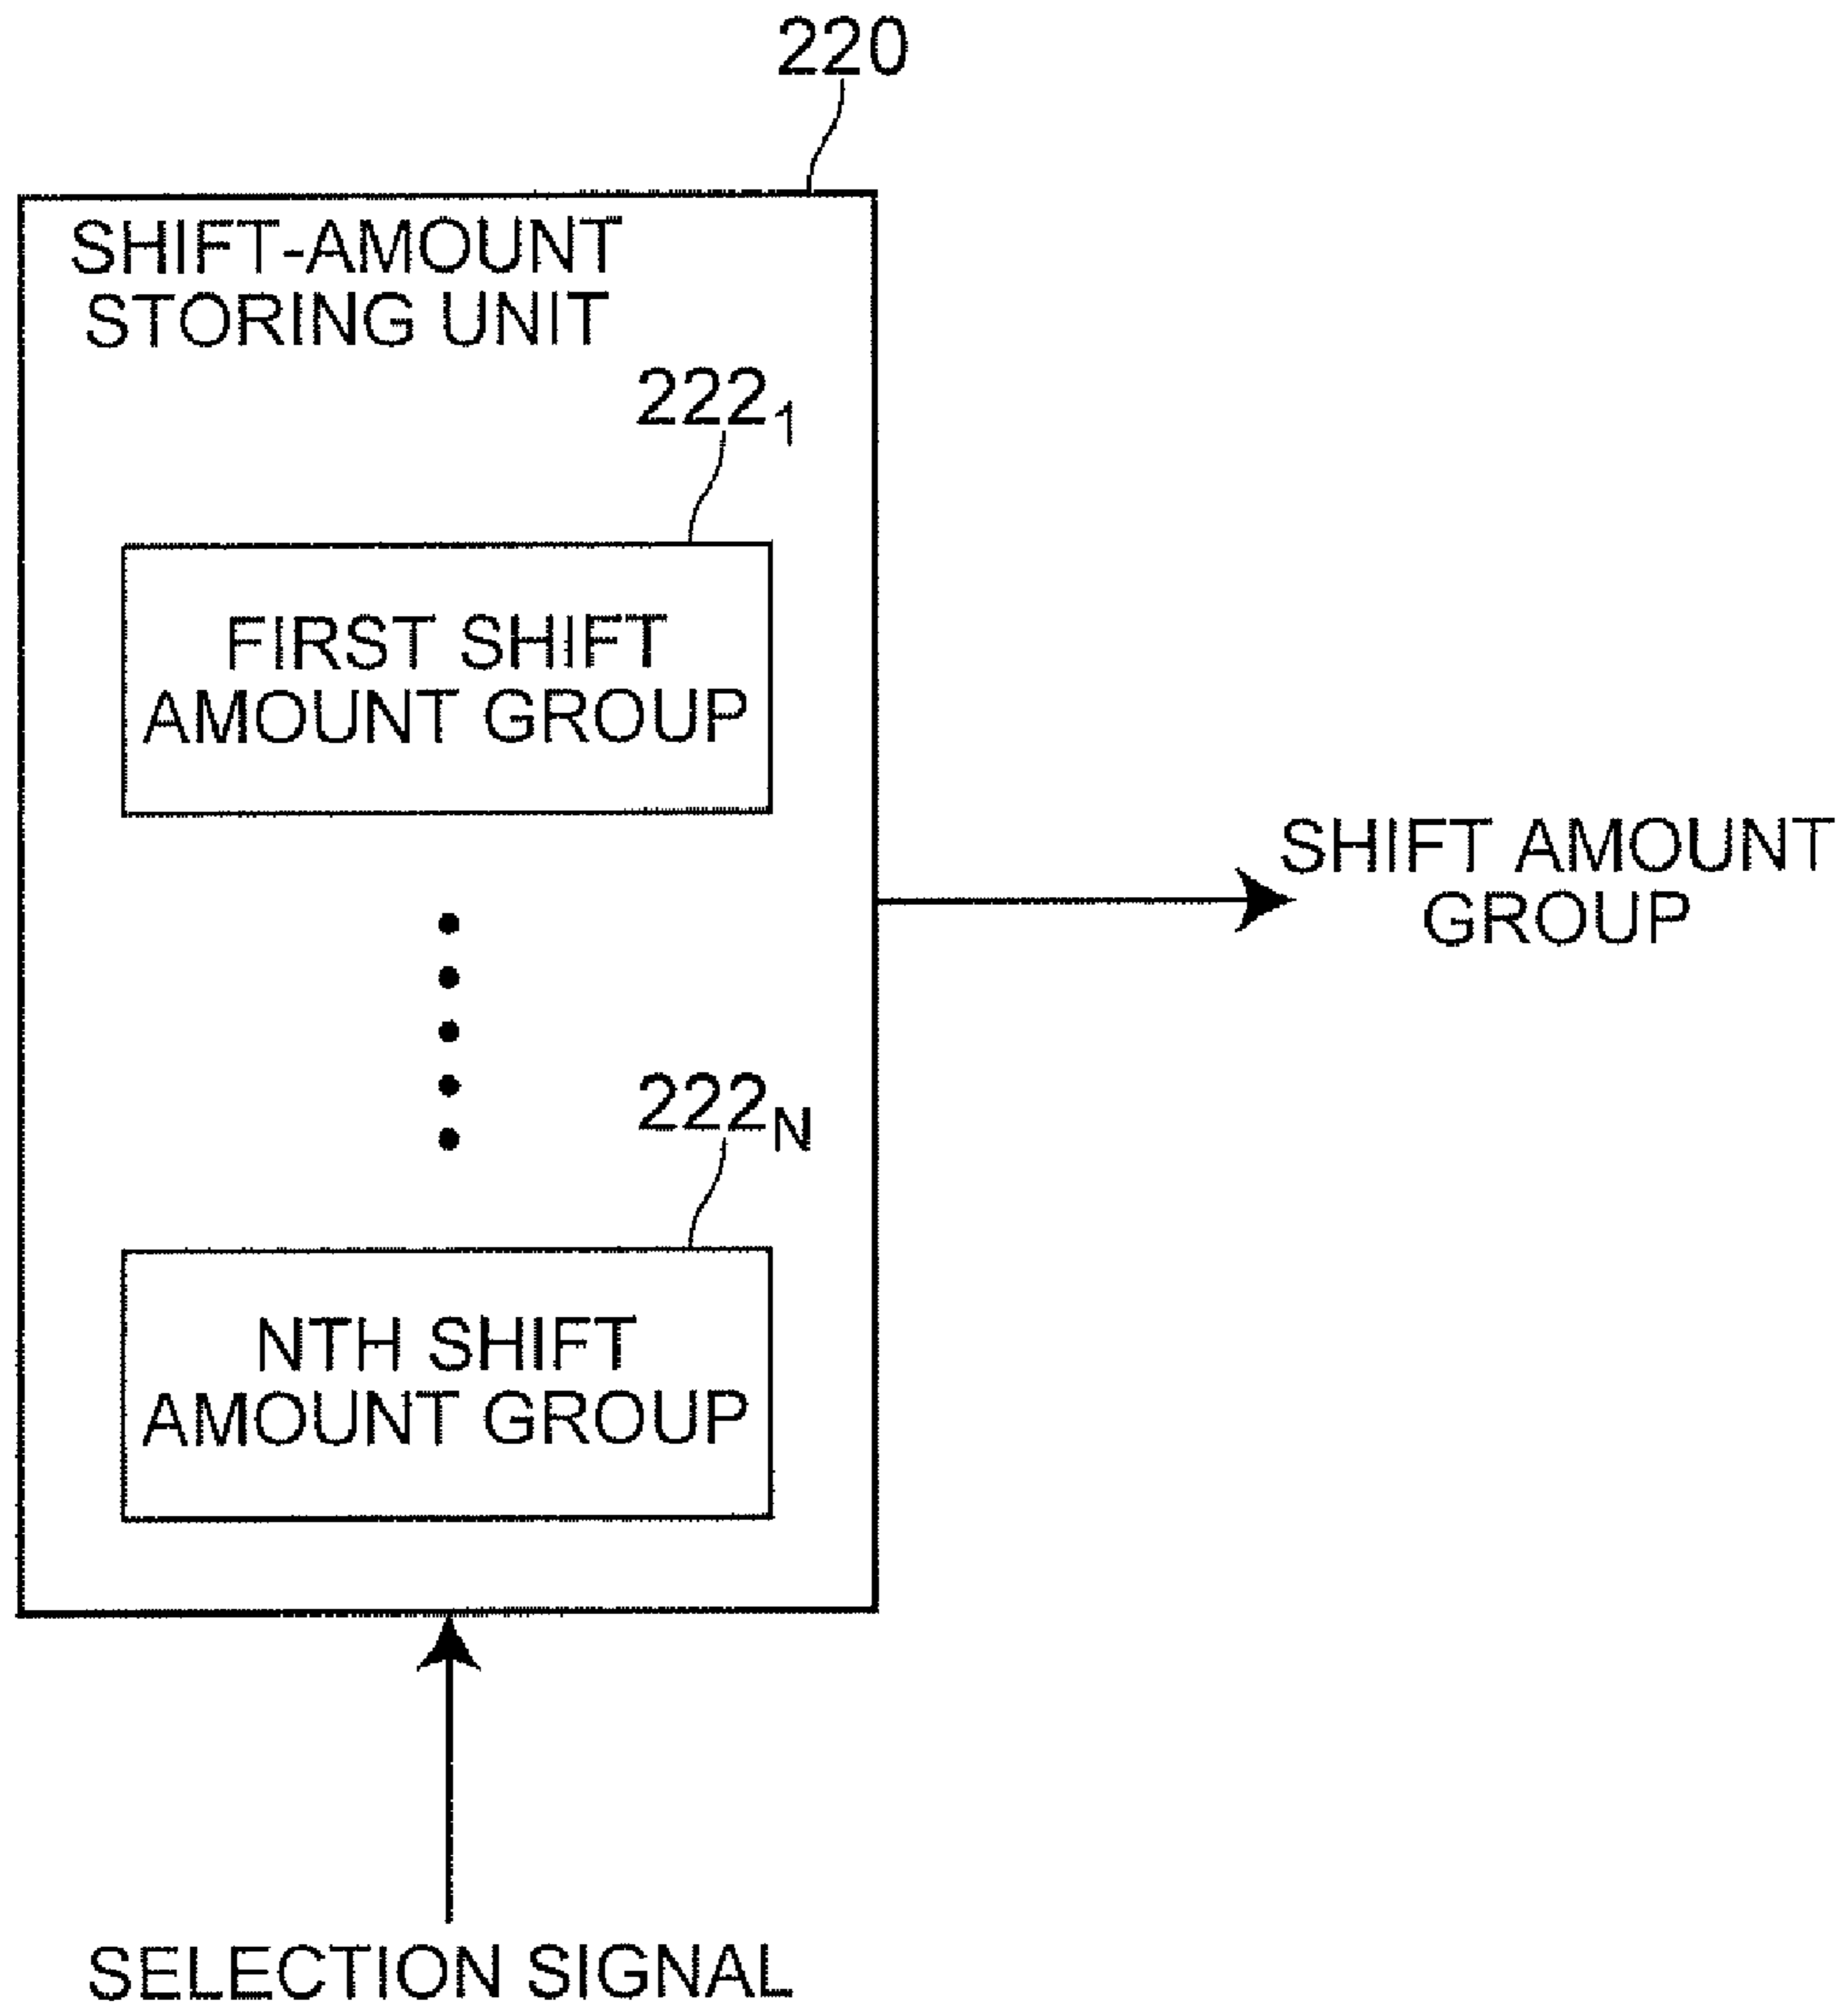 220
SHIFT-AMOUNT
STORING UNIT
222₁
FIRST SHIFT
AMOUNT GROUP
SHIFT AMOUNT
GROUP
222N
NTH SHIFT
AMOUNT GROUP
SELECTION SIGNAL